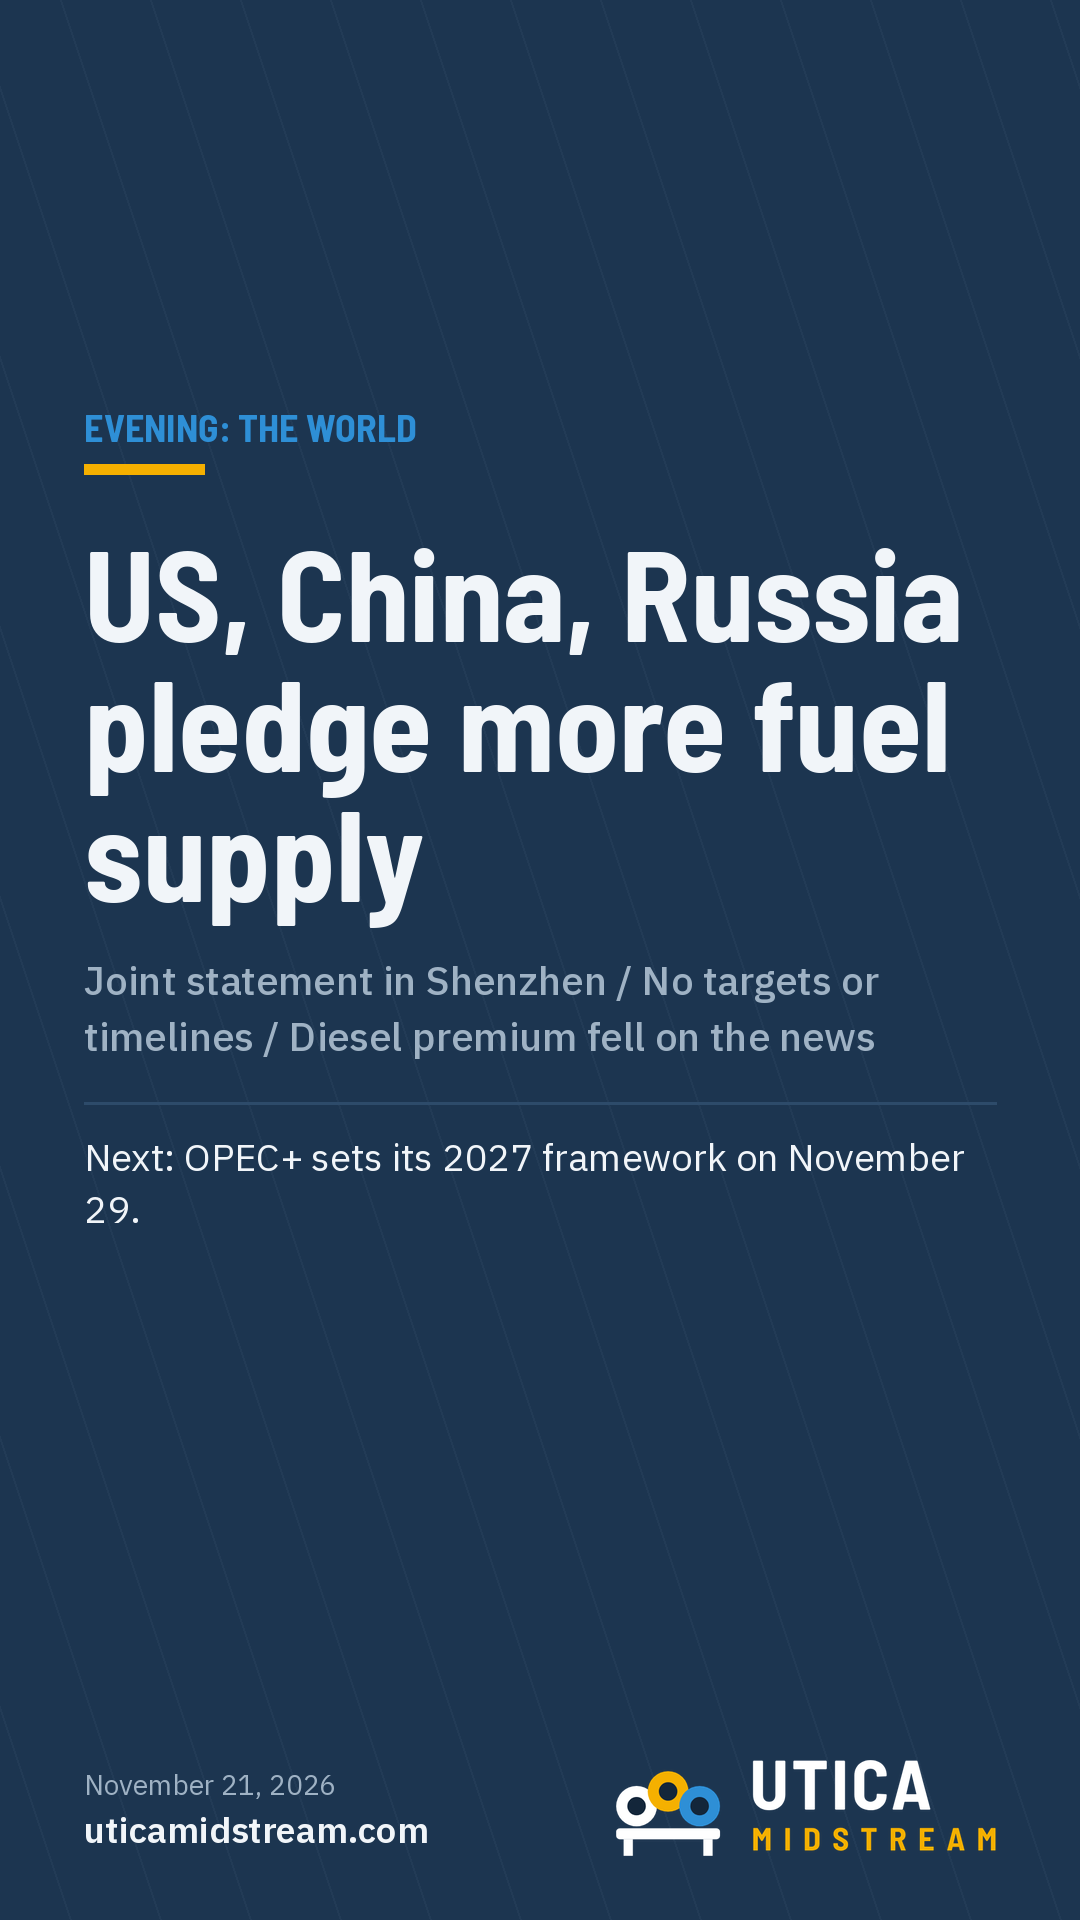 EVENING: THE WORLD
US, China, Russia
pledge more fuel
supply
Joint statement in Shenzhen / No targets or
timelines / Diesel premium fell on the news
Next: OPEC+ sets its 2027 framework on November
29.
November 21, 2026
uticamidstream.com
UTICA
MIDSTREAM